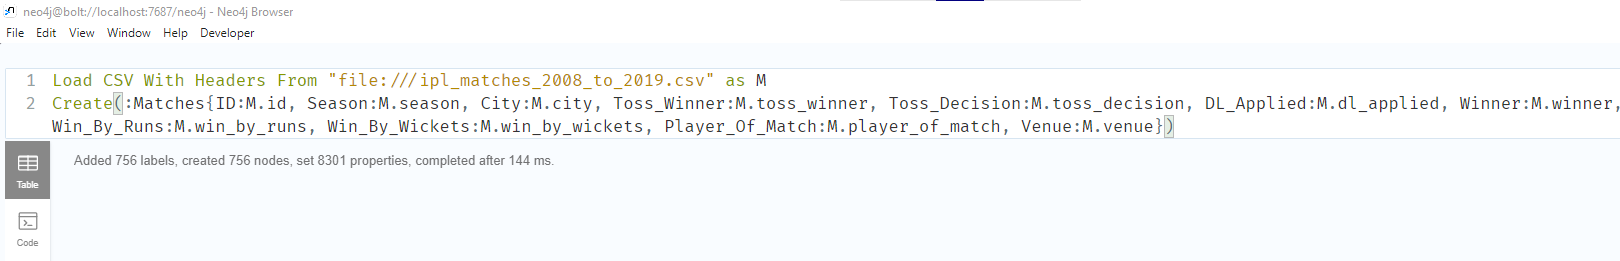 neo4j@bolt://localhost:7687/neo4j - Neo4j Browser
File Edit View Window Help Developer
1 Load CSV With Headers From "file:///ipl_matches_2008_to_2019.csv" as M
2 Create(:Matches{ID:M.id, Season:M.season, City:M.city, Toss_Winner:M.toss_winner, Toss_Decision:M.toss_decision, DL_Applied:M.dl_applied, Winner:M.winner,
Win_By_Runs:M.win_by_runs, Win_By_Wickets:M.win_by_wickets, Player_Of_Match:M.player_of_match, Venue:M.venue})
Added 756 labels, created 756 nodes, set 8301 properties, completed after 144 ms.
Table
Code